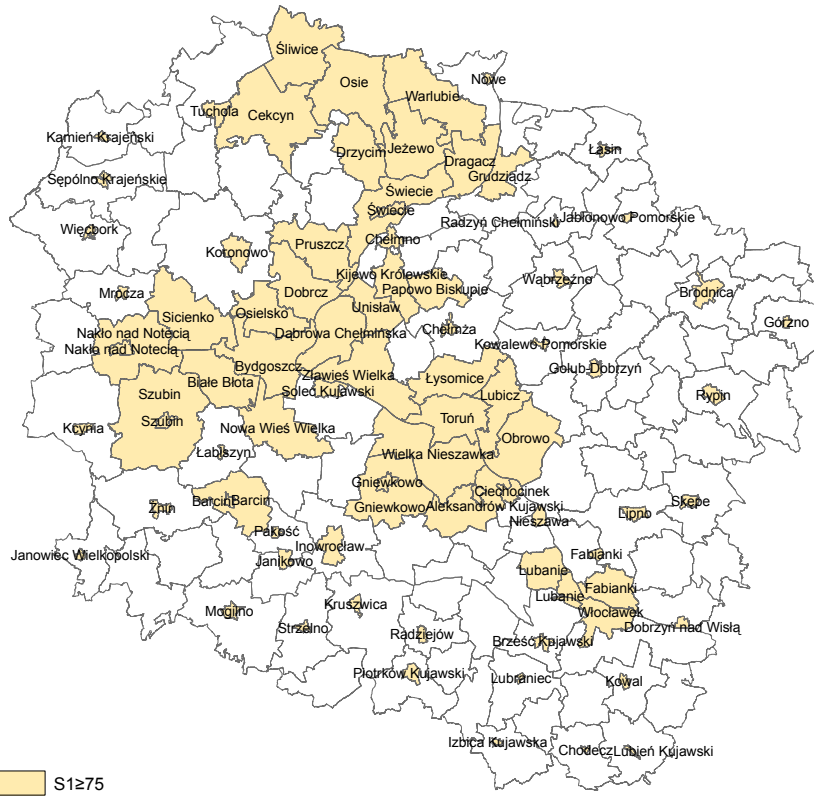 Śliwice
Osie
Nowe
Warlubie
Tuchola
Cekcyn
Kamień Krajeński
Drzycim
Jeżewo
Łasin
Dragacz
Sępólno Krajeńskie
Grudziądz
Świecie
Świecie
Radzyń Chełmiński
Jabłonowo Pomorskie
Więcbork
Chełmno
Pruszcz
Koronowo
Kijewo Królewskie
Wąbrzeźno
Papowo Biskupie
Mrocza
Dobrcz
Brodnica
Unisław
Sicienko
Osielsko
Górzno
Nakło nad Notecią
Dąbrowa Chełmińska
Chełmża
Nakło nad Notecią
Kowalewo Pomorskie
Bydgoszcz
Golub-Dobrzyń
Zławieś Wielka
Białe Błota
Łysomice
Solec Kujawski
Szubin
Lubicz
Rypin
Toruń
Szubin
Kcynia
Nowa Wieś Wielka
Obrowo
Łabiszyn
Wielka Nieszawka
Gniewkowo
Ciechocinek
Barcin
Barcin
Żnin
Gniewkowo
Aleksandrów Kujawski
Skępe
Lipno
Nieszawa
Pakość
Inowrocław
Janowiec Wielkopolski
Janikowo
Fabianki
Lubanie
Fabianki
Lubanie
Kruszwica
Mogilno
Włocławek
Strzelno
Radziejów
Dobrzyń nad Wisłą
Brześć Kujawski
Piotrków Kujawski
Lubraniec
Kowal
Izbica Kujawska
Chodecz
Lubień Kujawski
S1≥75